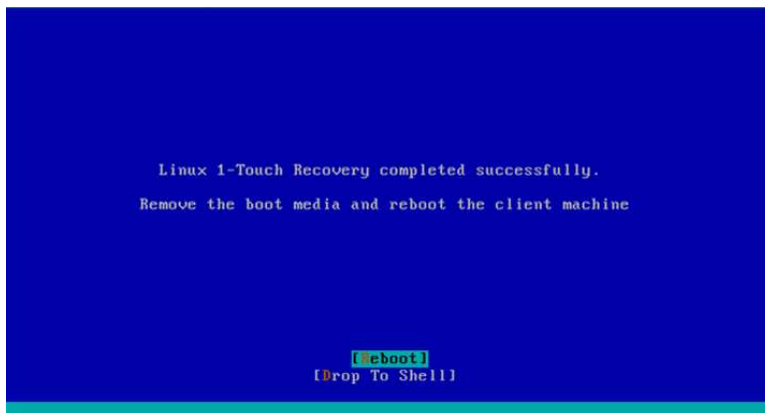 Linux 1-Touch Recovery completed successfully.
Remove the boot media and reboot the client machine
[Reboot]
[Drop To Shell]